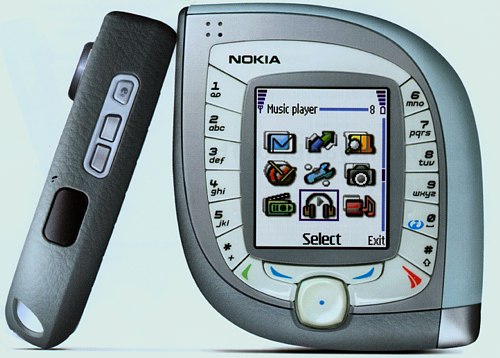 NOKIA
Music player 8
1
2 abc
3 def
4 ghi
5 jkl
* +
6 mno
7 pqrs
8 tuv
9 wxyz
0
#
Select Exit